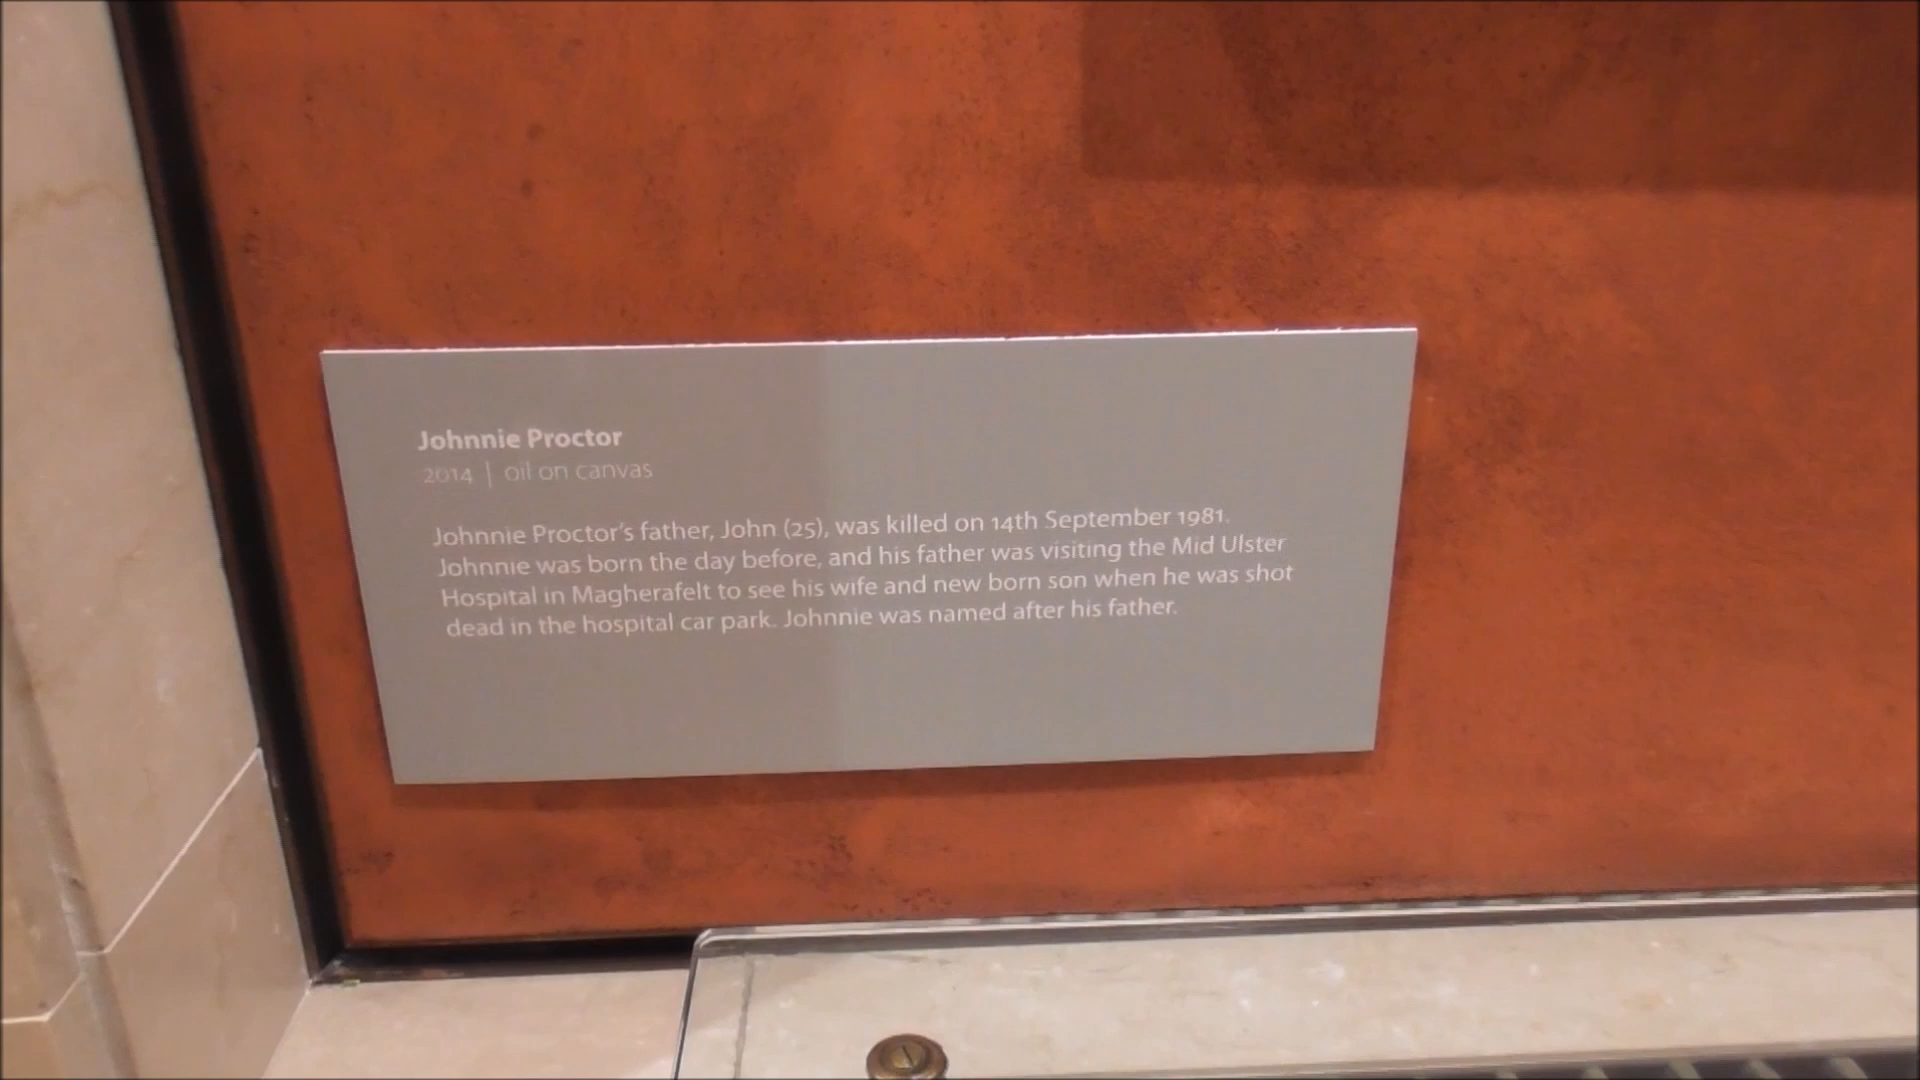 Johnnie Proctor
2014 | oil on canvas
Johnnie Proctor's father, John (25), was killed on 14th September 1981.
Johnnie was born the day before, and his father was visiting the Mid Ulster
Hospital in Magherafelt to see his wife and new born son when he was shot
dead in the hospital car park. Johnnie was named after his father.